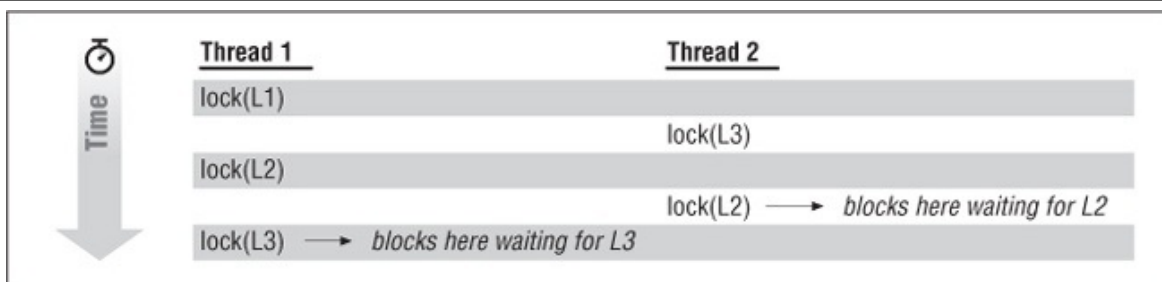 Time
Thread 1 Thread 2
lock(L1)
lock(L3)
lock(L2)
lock(L2) → blocks here waiting for L2
lock(L3) → blocks here waiting for L3